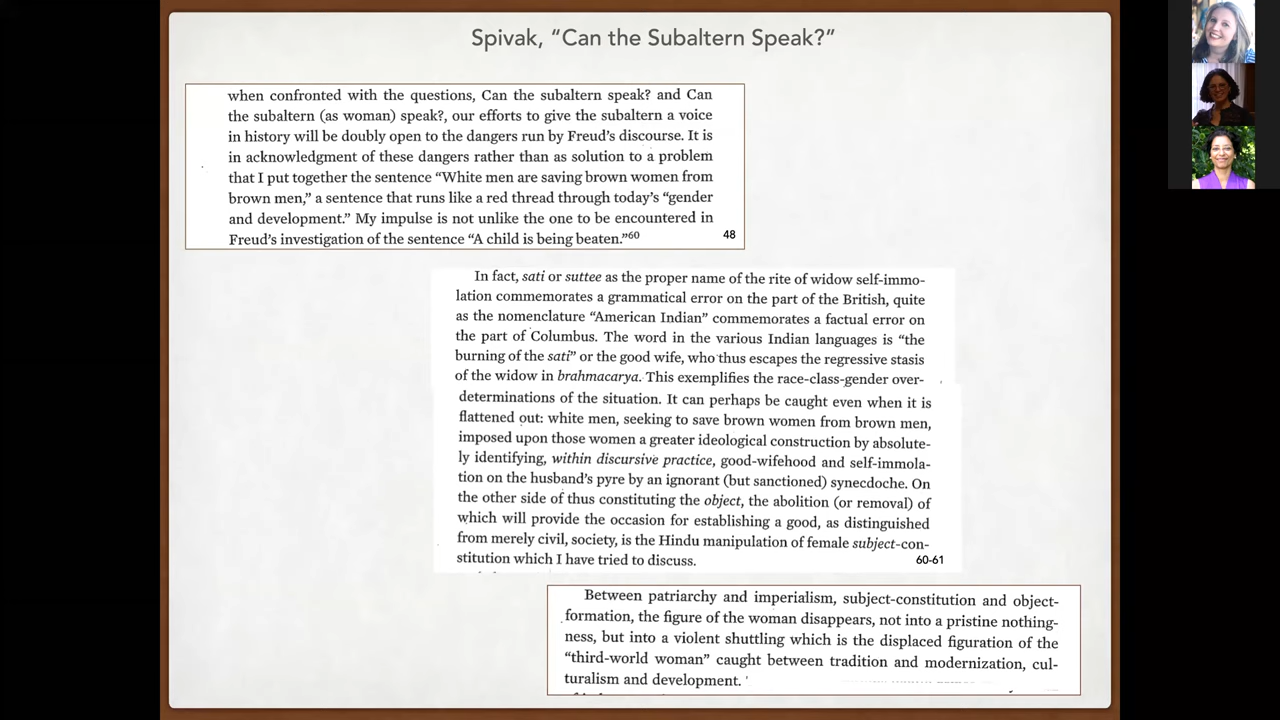 Spivak, “Can the Subaltern Speak?”
when confronted with the questions, Can the subaltern speak? and Can
the subaltern (as woman) speak?, our efforts to give the subaltern a voice
in history will be doubly open to the dangers run by Freud’s discourse. It is
in acknowledgment of these dangers rather than as solution to a problem
that I put together the sentence “White men are saving brown women from
brown men,” a sentence that runs like a red thread through today’s “gender
and development.” My impulse is not unlike the one to be encountered in
Freud’s investigation of the sentence “A child is being beaten.”60
48
In fact, sati or suttee as the proper name of the rite of widow self-immo-
lation commemorates a grammatical error on the part of the British, quite
as the nomenclature “American Indian” commemorates a factual error on
the part of Columbus. The word in the various Indian languages is “the
burning of the sati” or the good wife, who thus escapes the regressive stasis
of the widow in brahmacarya. This exemplifies the race-class-gender over-
determinations of the situation. It can perhaps be caught even when it is
flattened out: white men, seeking to save brown women from brown men,
imposed upon those women a greater ideological construction by absolute-
ly identifying, within discursive practice, good-wifehood and self-immola-
tion on the husband’s pyre by an ignorant (but sanctioned) synecdoche. On
the other side of thus constituting the object, the abolition (or removal) of
which will provide the occasion for establishing a good, as distinguished
from merely civil, society, is the Hindu manipulation of female subject-con-
stitution which I have tried to discuss.
60-61
Between patriarchy and imperialism, subject-constitution and object-
formation, the figure of the woman disappears, not into a pristine nothing-
ness, but into a violent shuttling which is the displaced figuration of the
“third-world woman” caught between tradition and modernization, cul-
turalism and development.